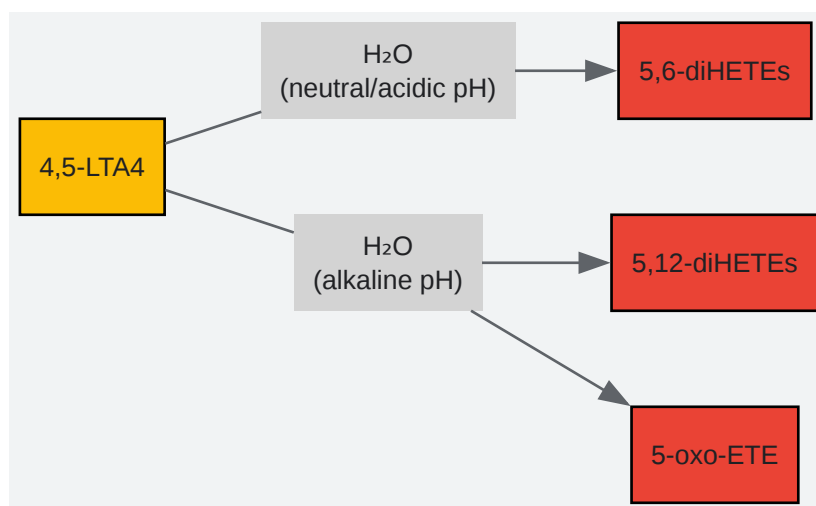 H₂O
(neutral/acidic pH)
5,6-diHETEs
4,5-LTA4
H₂O
(alkaline pH)
5,12-diHETEs
5-oxo-ETE